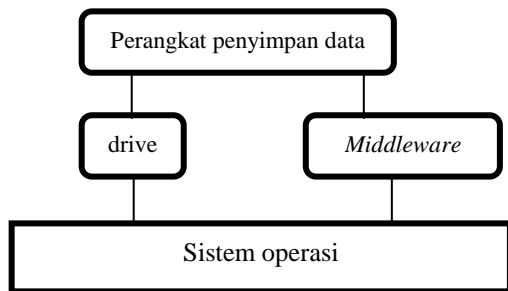 Perangkat penyimpan data
drive
Middleware
Sistem operasi